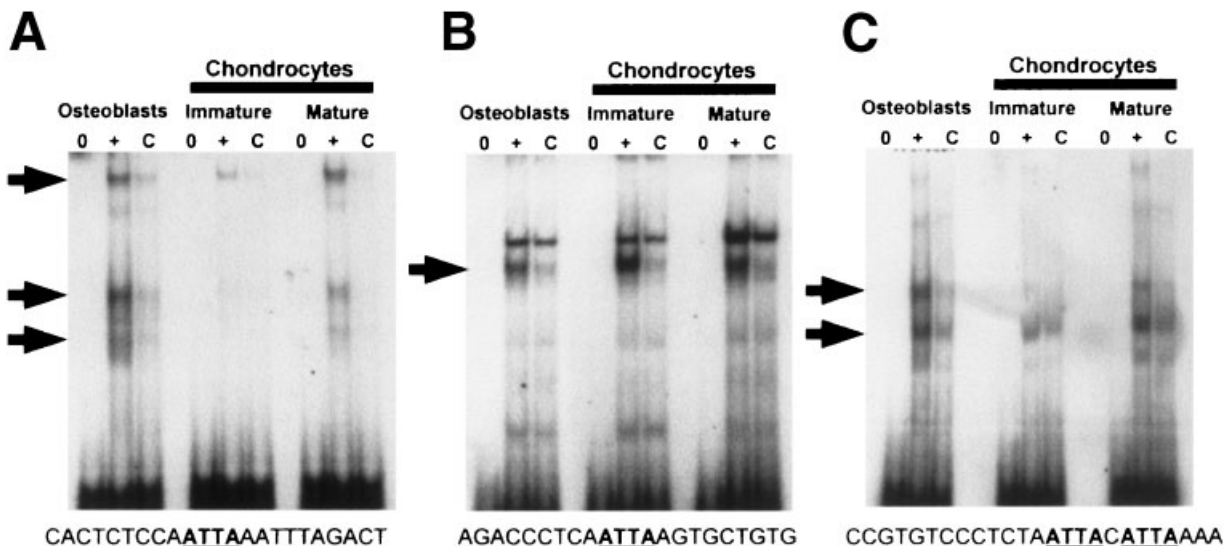 A
Chondrocytes
Osteoblasts Immature Mature
0 + C 0 + C 0 + C
CACTCTCCAATTAAATTTAGACT
B
Chondrocytes
Osteoblasts Immature Mature
0 + C 0 + C 0 + C
AGACCCTCAATTAAGTGCTGTG
C
Chondrocytes
Osteoblasts Immature Mature
0 + C 0 + C 0 + C
CCGTGTCCCTCTAATTACATTAAAA